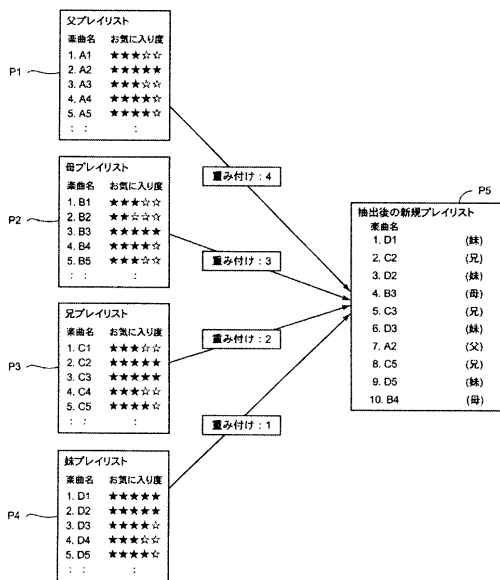 父プレイリスト
楽曲名 お気に入り度
1. A1 ★★★☆☆
2. A2 ★★★★★
3. A3 ★★★☆☆
4. A4 ★★★★☆
5. A5 ★★★★☆
: : :
P1
母プレイリスト
楽曲名 お気に入り度
1. B1 ★★★☆☆
2. B2 ★★☆☆☆
3. B3 ★★★★★
4. B4 ★★★★☆
5. B5 ★★★☆☆
: : :
P2
兄プレイリスト
楽曲名 お気に入り度
1. C1 ★★★☆☆
2. C2 ★★★★★
3. C3 ★★★★★
4. C4 ★★★☆☆
5. C5 ★★★★☆
: : :
P3
妹プレイリスト
楽曲名 お気に入り度
1. D1 ★★★★★
2. D2 ★★★★★
3. D3 ★★★★☆
4. D4 ★★★☆☆
5. D5 ★★★★☆
: : :
P4
重み付け:4
重み付け:3
重み付け:2
重み付け:1
P5
抽出後の新規プレイリスト
楽曲名
1. D1 (妹)
2. C2 (兄)
3. D2 (妹)
4. B3 (母)
5. C3 (兄)
6. D3 (妹)
7. A2 (父)
8. C5 (兄)
9. D5 (妹)
10. B4 (母)